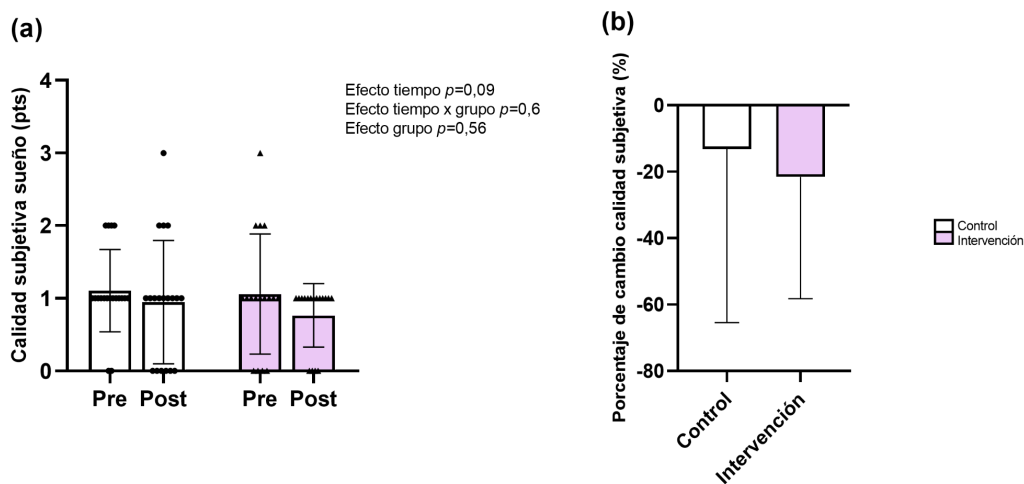 (a)
Calidad subjetiva sueño (pts)
4
3
2
1
0
Pre
Post
Pre
Post
Efecto tiempo p=0,09
Efecto tiempo x grupo p=0,6
Efecto grupo p=0,56
(b)
Porcentaje de cambio calidad subjetiva (%)
0
-20
-40
-60
-80
Control
Intervención
Control
Intervención